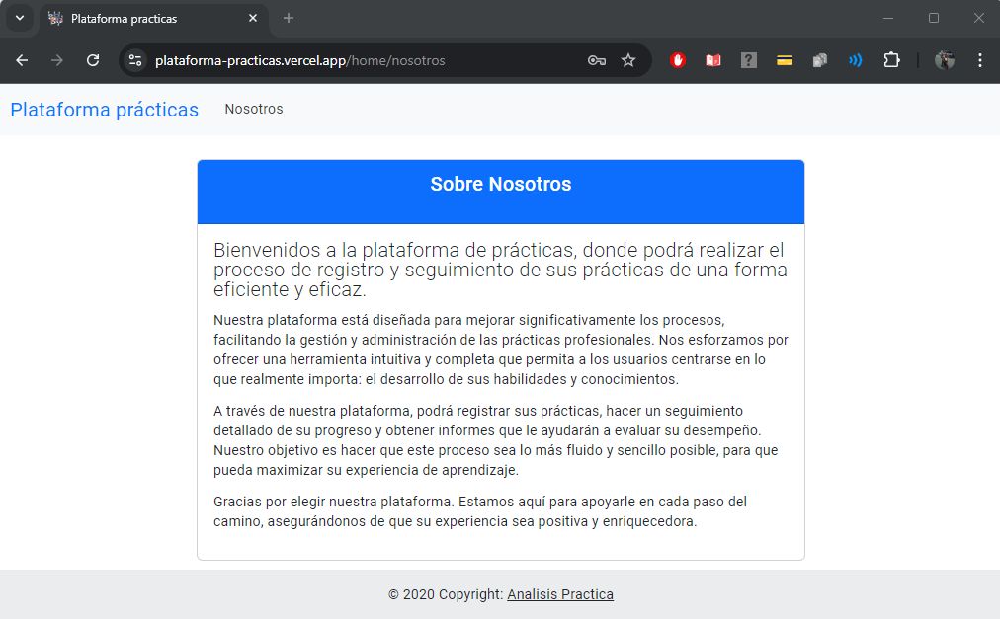 Plataforma practicas
plataforma-practicas.vercel.app/home/nosotros
Plataforma prácticas
Nosotros
Sobre Nosotros
Bienvenidos a la plataforma de prácticas, donde podrá realizar el
proceso de registro y seguimiento de sus prácticas de una forma
eficiente y eficaz.
Nuestra plataforma está diseñada para mejorar significativamente los procesos,
facilitando la gestión y administración de las prácticas profesionales. Nos esforzamos por
ofrecer una herramienta intuitiva y completa que permita a los usuarios centrarse en lo
que realmente importa: el desarrollo de sus habilidades y conocimientos.
A través de nuestra plataforma, podrá registrar sus prácticas, hacer un seguimiento
detallado de su progreso y obtener informes que le ayudarán a evaluar su desempeño.
Nuestro objetivo es hacer que este proceso sea lo más fluido y sencillo posible, para que
pueda maximizar su experiencia de aprendizaje.
Gracias por elegir nuestra plataforma. Estamos aquí para apoyarle en cada paso del
camino, asegurándonos de que su experiencia sea positiva y enriquecedora.
© 2020 Copyright: Analisis Practica